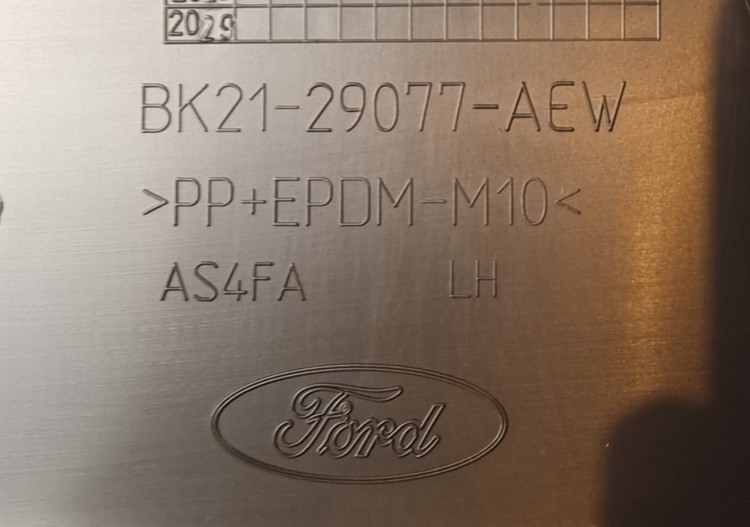 2029
BK21-29077-AEW
>PP+EPDM-M10<
AS4FA LH
Ford